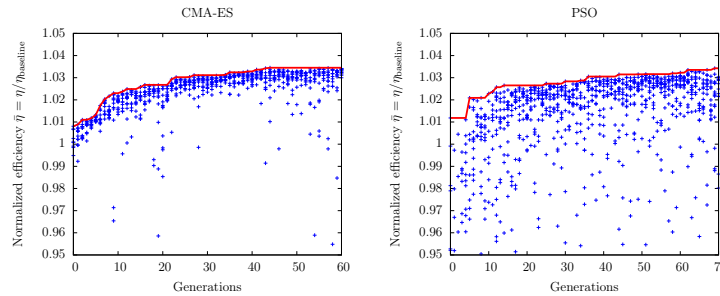 CMA-ES
Normalized efficiency η̄ = η/ηbaseline
1.05
1.04
1.03
1.02
1.01
1
0.99
0.98
0.97
0.96
0.95
0 10 20 30 40 50 60
Generations
PSO
Normalized efficiency η̄ = η/ηbaseline
1.05
1.04
1.03
1.02
1.01
1
0.99
0.98
0.97
0.96
0.95
0 10 20 30 40 50 60 7
Generations